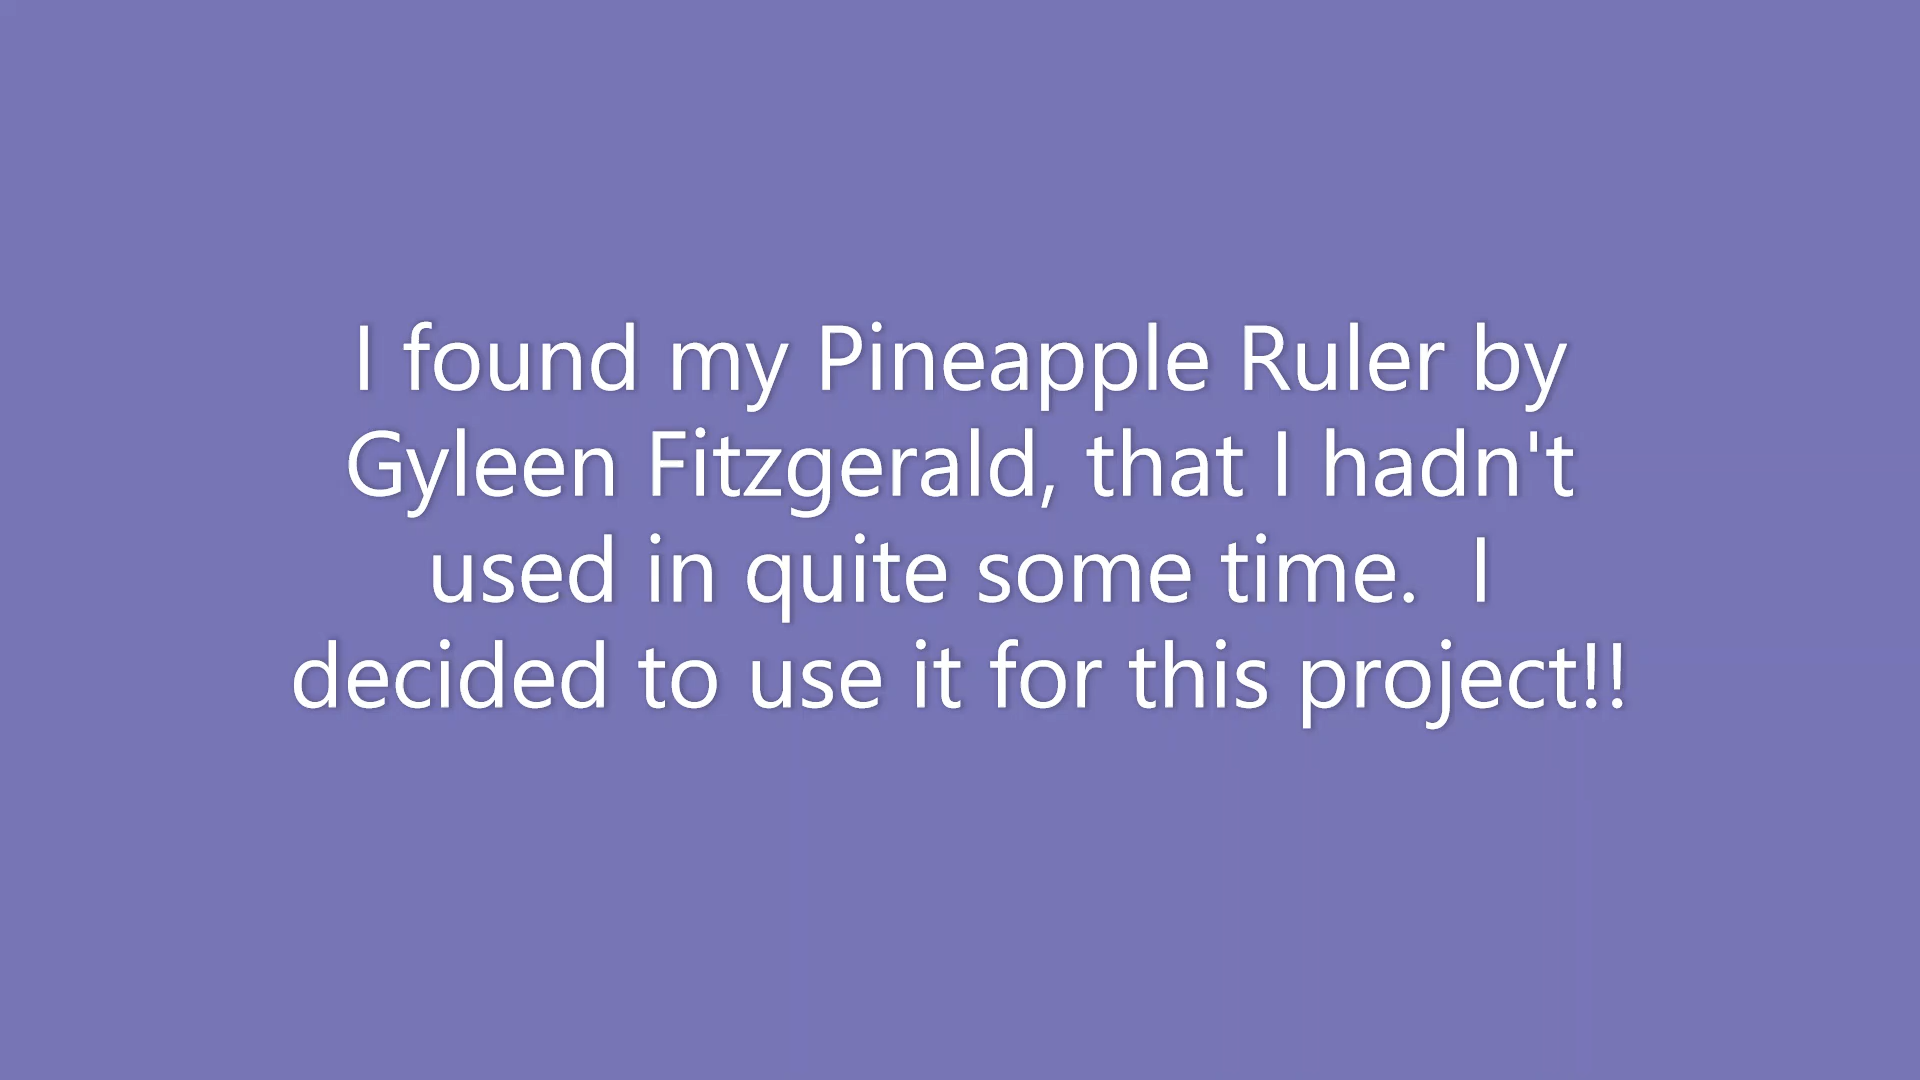 I found my Pineapple Ruler by
Gyleen Fitzgerald, that I hadn't
used in quite some time.  I
decided to use it for this project!!